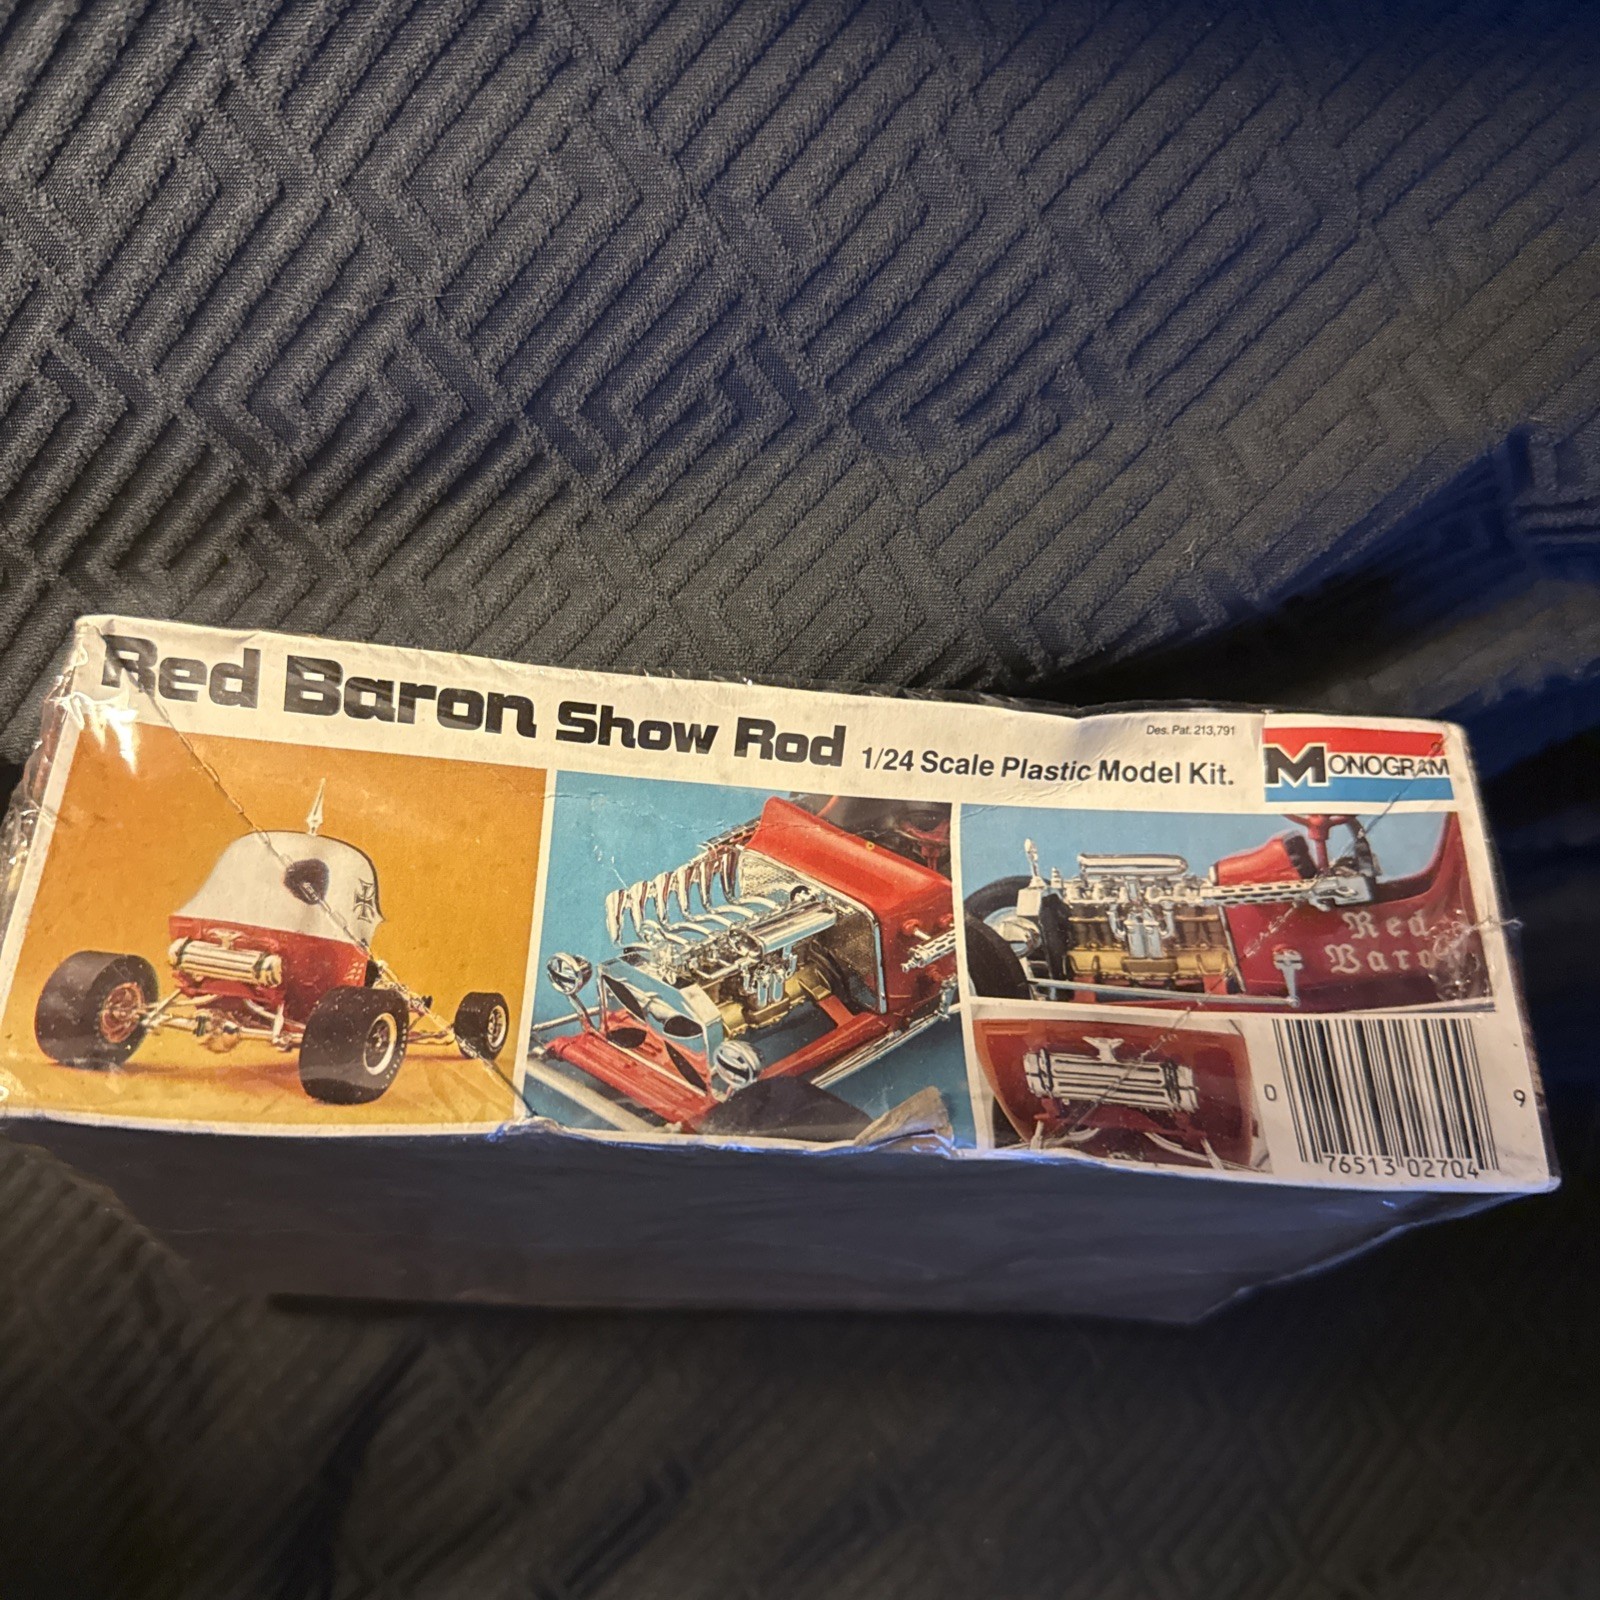 Red Baron Show Rod 1/24 Scale Plastic Model Kit.
Des. Pat. 213,791
MONOGRAM
Red
Baron
0 76513 02704 9